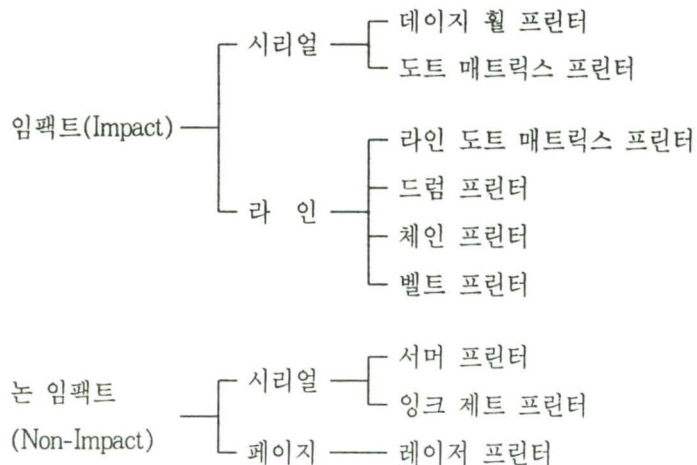 데이지 휠 프린터
시리얼
도트 매트릭스 프린터
임팩트(Impact)
라인 도트 매트릭스 프린터
드럼 프린터
라 인
체인 프린터
벨트 프린터
서머 프린터
논 임팩트
시리얼
잉크 제트 프린터
(Non-Impact)
페이지
레이저 프린터